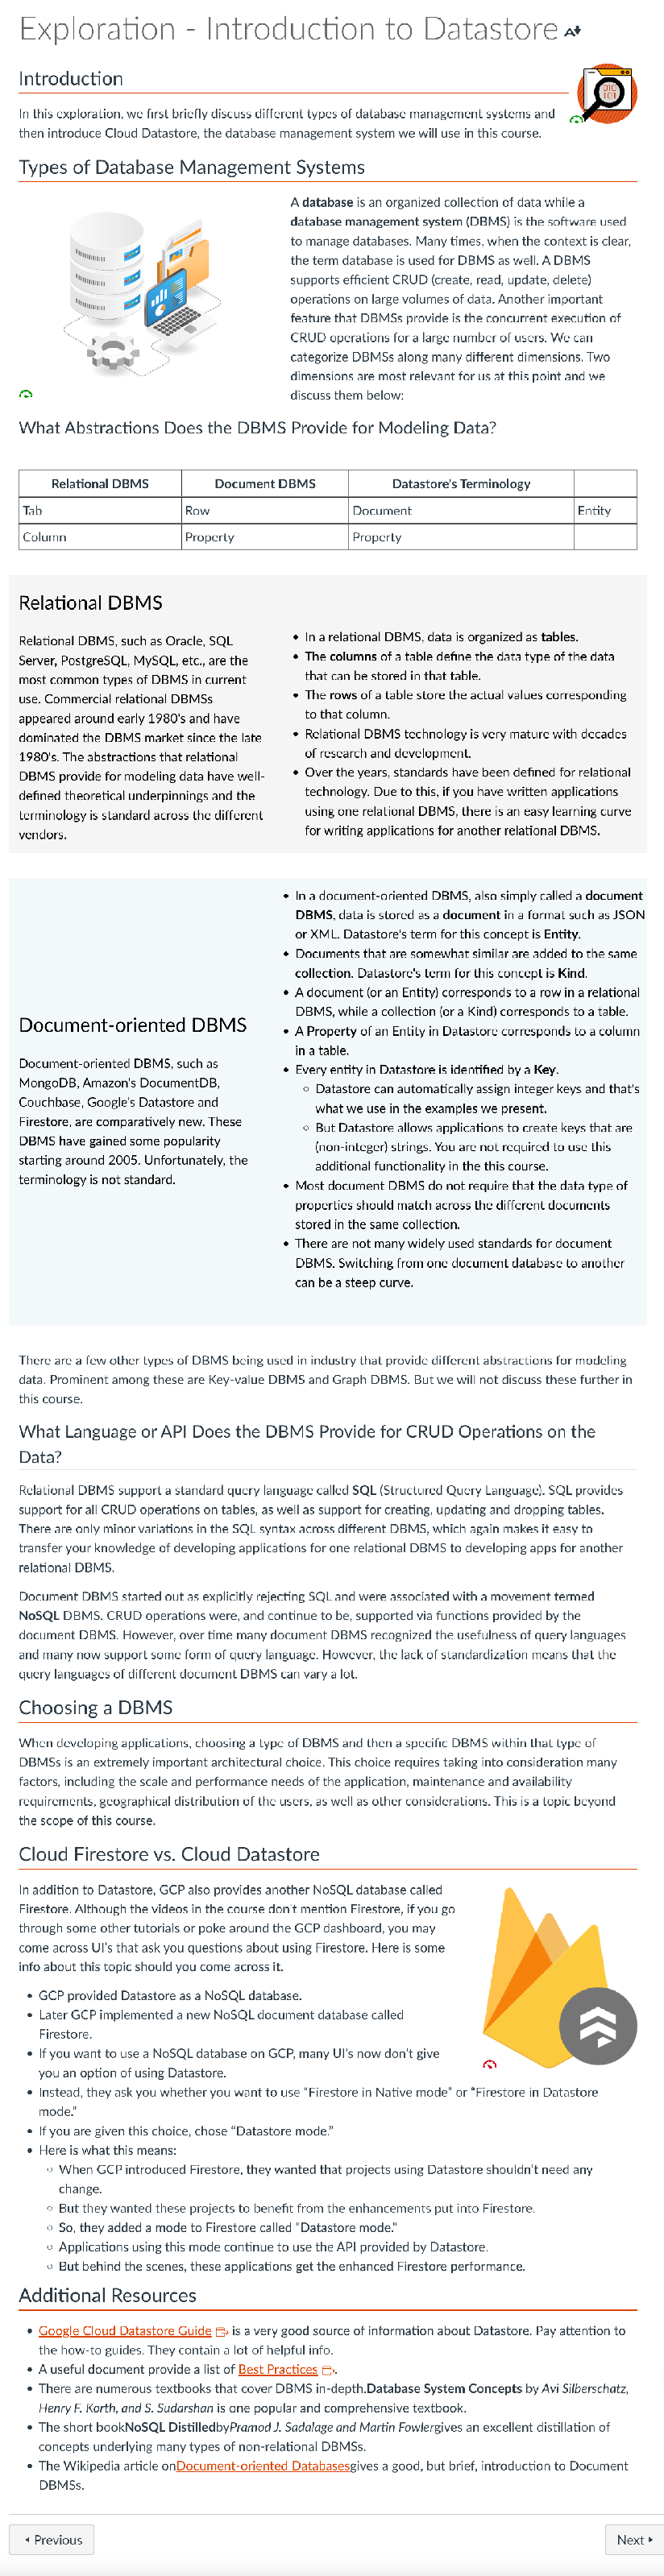 Exploration - Introduction to Datastore
Introduction
In this exploration, we first briefly discuss different types of database management systems and
then introduce Cloud Datastore, the database management system we will use in this course.
Types of Database Management Systems
A database is an organized collection of data while a
database management system (DBMS) is the software used
to manage databases. Many times, when the context is clear,
the term database is used for DBMS as well. A DBMS
supports efficient CRUD (create, read, update, delete)
operations on large volumes of data. Another important
feature that DBMSs provide is the concurrent execution of
CRUD operations for a large number of users. We can
categorize DBMSs along many different dimensions. Two
dimensions are most relevant for us at this point and we
discuss them below:
What Abstractions Does the DBMS Provide for Modeling Data?
Relational DBMS Document DBMS Datastore's Terminology
Tab Row Document Entity
Column Property Property
Relational DBMS
Relational DBMS, such as Oracle, SQL
Server, PostgreSQL, MySQL, etc., are the
most common types of DBMS in current
use. Commercial relational DBMSs
appeared around early 1980's and have
dominated the DBMS market since the late
1980's. The abstractions that relational
DBMS provide for modeling data have well-
defined theoretical underpinnings and the
terminology is standard across the different
vendors.
• In a relational DBMS, data is organized as tables.
• The columns of a table define the data type of the data
that can be stored in that table.
• The rows of a table store the actual values corresponding
to that column.
• Relational DBMS technology is very mature with decades
of research and development.
• Over the years, standards have been defined for relational
technology. Due to this, if you have written applications
using one relational DBMS, there is an easy learning curve
for writing applications for another relational DBMS.
Document-oriented DBMS
Document-oriented DBMS, such as
MongoDB, Amazon's DocumentDB,
Couchbase, Google's Datastore and
Firestore, are comparatively new. These
DBMS have gained some popularity
starting around 2005. Unfortunately, the
terminology is not standard.
• In a document-oriented DBMS, also simply called a document
DBMS, data is stored as a document in a format such as JSON
or XML. Datastore's term for this concept is Entity.
• Documents that are somewhat similar are added to the same
collection. Datastore's term for this concept is Kind.
• A document (or an Entity) corresponds to a row in a relational
DBMS, while a collection (or a Kind) corresponds to a table.
• A Property of an Entity in Datastore corresponds to a column
in a table.
• Every entity in Datastore is identified by a Key.
◦ Datastore can automatically assign integer keys and that's
what we use in the examples we present.
◦ But Datastore allows applications to create keys that are
(non-integer) strings. You are not required to use this
additional functionality in the this course.
• Most document DBMS do not require that the data type of
properties should match across the different documents
stored in the same collection.
• There are not many widely used standards for document
DBMS. Switching from one document database to another
can be a steep curve.
There are a few other types of DBMS being used in industry that provide different abstractions for modeling
data. Prominent among these are Key-value DBMS and Graph DBMS. But we will not discuss these further in
this course.
What Language or API Does the DBMS Provide for CRUD Operations on the
Data?
Relational DBMS support a standard query language called SQL (Structured Query Language). SQL provides
support for all CRUD operations on tables, as well as support for creating, updating and dropping tables.
There are only minor variations in the SQL syntax across different DBMS, which again makes it easy to
transfer your knowledge of developing applications for one relational DBMS to developing apps for another
relational DBMS.
Document DBMS started out as explicitly rejecting SQL and were associated with a movement termed
NoSQL DBMS. CRUD operations were, and continue to be, supported via functions provided by the
document DBMS. However, over time many document DBMS recognized the usefulness of query languages
and many now support some form of query language. However, the lack of standardization means that the
query languages of different document DBMS can vary a lot.
Choosing a DBMS
When developing applications, choosing a type of DBMS and then a specific DBMS within that type of
DBMSs is an extremely important architectural choice. This choice requires taking into consideration many
factors, including the scale and performance needs of the application, maintenance and availability
requirements, geographical distribution of the users, as well as other considerations. This is a topic beyond
the scope of this course.
Cloud Firestore vs. Cloud Datastore
In addition to Datastore, GCP also provides another NoSQL database called
Firestore. Although the videos in the course don't mention Firestore, if you go
through some other tutorials or poke around the GCP dashboard, you may
come across UI's that ask you questions about using Firestore. Here is some
info about this topic should you come across it.
• GCP provided Datastore as a NoSQL database.
• Later GCP implemented a new NoSQL document database called
Firestore.
• If you want to use a NoSQL database on GCP, many UI's now don't give
you an option of using Datastore.
• Instead, they ask you whether you want to use "Firestore in Native mode" or "Firestore in Datastore
mode."
• If you are given this choice, chose “Datastore mode.”
• Here is what this means:
◦ When GCP introduced Firestore, they wanted that projects using Datastore shouldn't need any
change.
◦ But they wanted these projects to benefit from the enhancements put into Firestore.
◦ So, they added a mode to Firestore called "Datastore mode."
◦ Applications using this mode continue to use the API provided by Datastore.
◦ But behind the scenes, these applications get the enhanced Firestore performance.
Additional Resources
• Google Cloud Datastore Guide is a very good source of information about Datastore. Pay attention to
the how-to guides. They contain a lot of helpful info.
• A useful document provide a list of Best Practices .
• There are numerous textbooks that cover DBMS in-depth.Database System Concepts by Avi Silberschatz,
Henry F. Korth, and S. Sudarshan is one popular and comprehensive textbook.
• The short bookNoSQL DistilledbyPramod J. Sadalage and Martin Fowlergives an excellent distillation of
concepts underlying many types of non-relational DBMSs.
• The Wikipedia article onDocument-oriented Databasesgives a good, but brief, introduction to Document
DBMSs.
Previous
Next